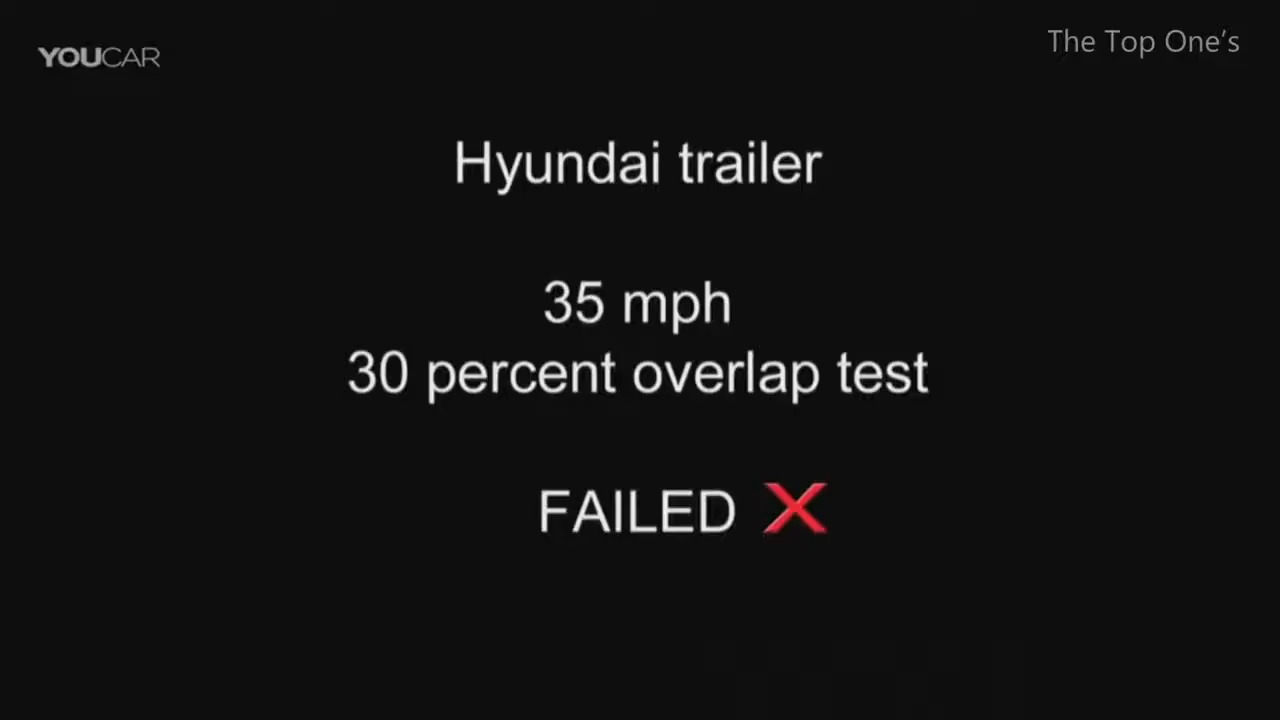 YOUCAR
The Top One’s
Hyundai trailer
35 mph
30 percent overlap test
FAILED ❌